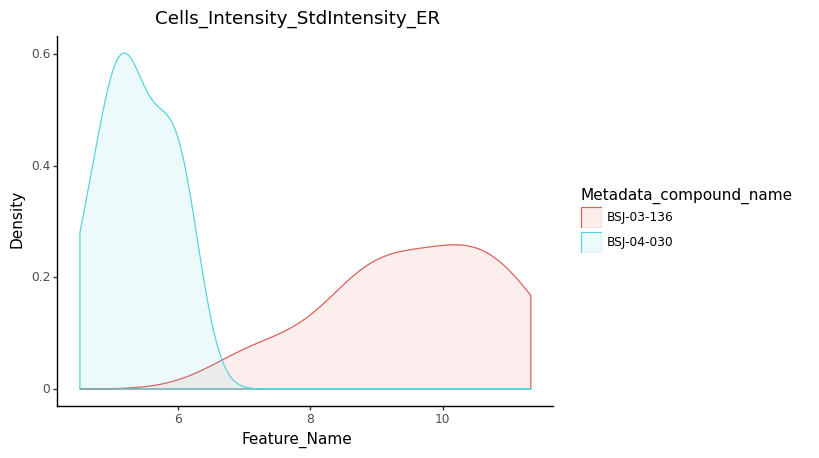 Cells_Intensity_StdIntensity_ER
0.6
0.4
0.2
0
Density
6 8 10
Feature_Name
Metadata_compound_name
BSJ-03-136
BSJ-04-030